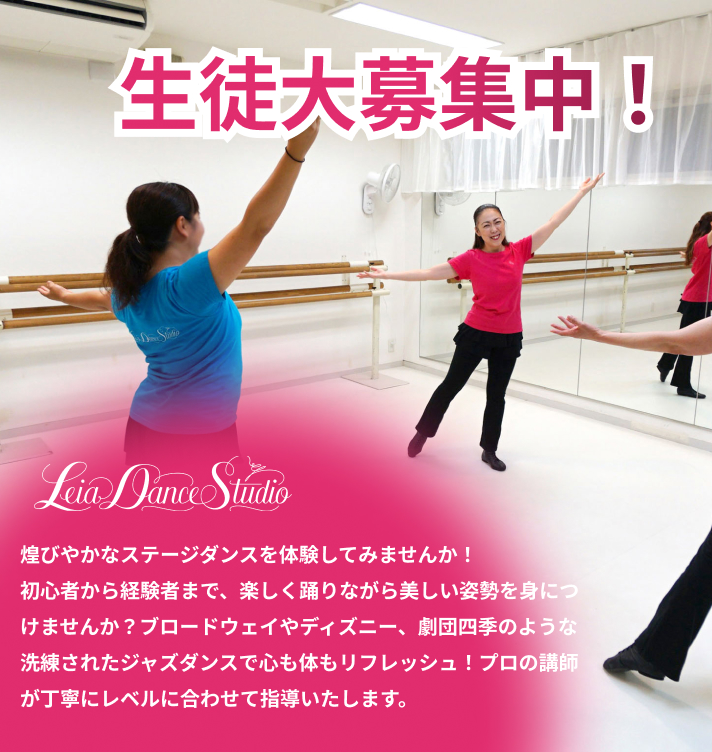 生徒大募集中！
Dance Studio
Leia Dance Studio
煌びやかなステージダンスを体験してみませんか！
初心者から経験者まで、楽しく踊りながら美しい姿勢を身につ
けませんか？ブロードウェイやディズニー、劇団四季のような
洗練されたジャズダンスで心も体もリフレッシュ！プロの講師
が丁寧にレベルに合わせて指導いたします。